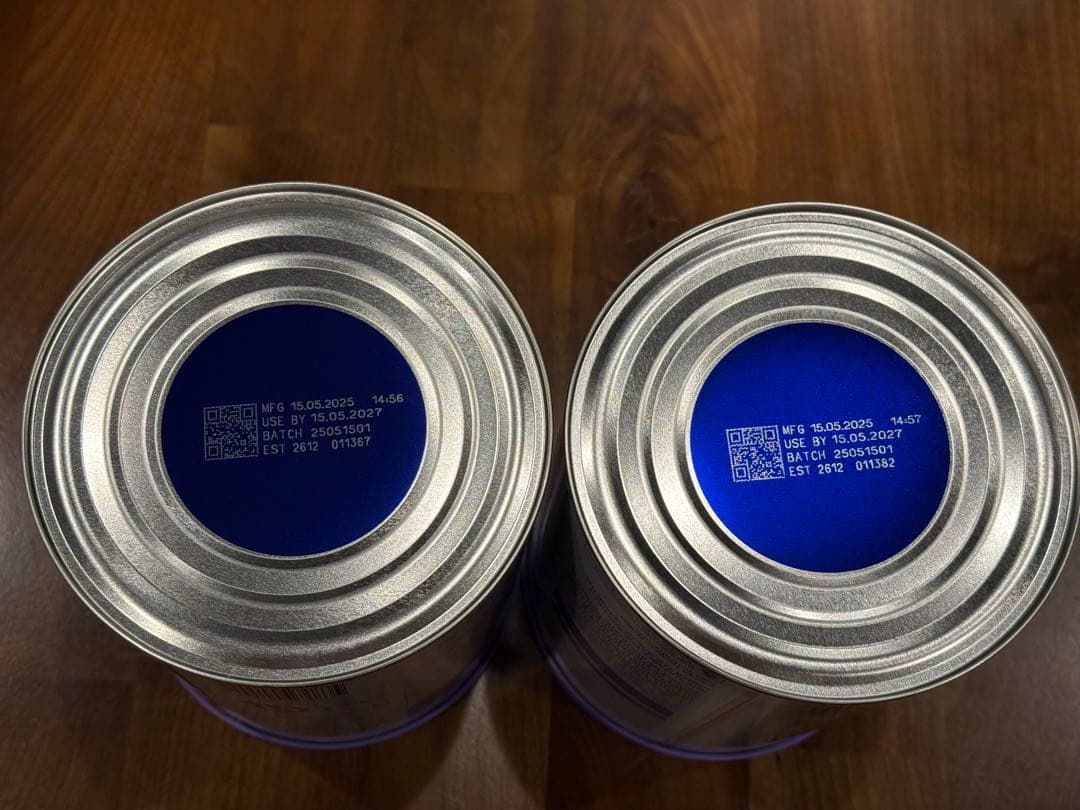 MFG 15.05.2025 14:56
USE BY 15.05.2027
BATCH 25051501
EST 2612 011367
MFG 15.05.2025 14:57
USE BY 15.05.2027
BATCH 25051501
EST 2612 011382